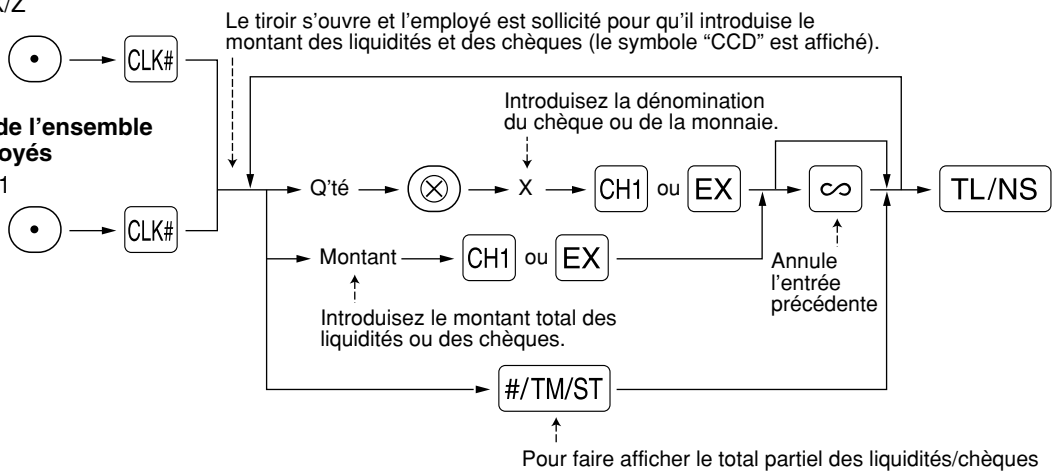 X/Z
Le tiroir s’ouvre et l’employé est sollicité pour qu’il introduise le
montant des liquidités et des chèques (le symbole “CCD” est affiché).
• CLK#
Introduisez la dénomination
du chèque ou de la monnaie.
de l’ensemble
oyés
1
Q’té ⊗ X CH1 ou EX ∽ TL/NS
• CLK#
Montant CH1 ou EX
Annule
l’entrée
précédente
Introduisez le montant total des
liquidités ou des chèques.
#/TM/ST
Pour faire afficher le total partiel des liquidités/chèques